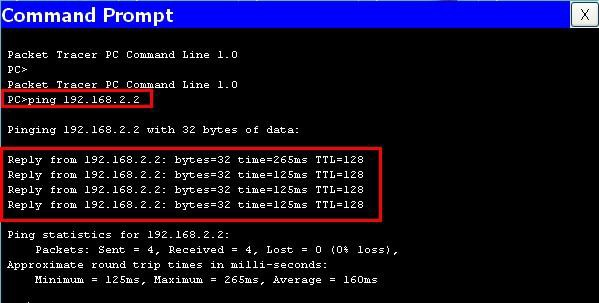 Command Prompt
X
Packet Tracer PC Command Line 1.0
PC>
Packet Tracer PC Command Line 1.0
PC>ping 192.168.2.2
Pinging 192.168.2.2 with 32 bytes of data:
Reply from 192.168.2.2: bytes=32 time=265ms TTL=128
Reply from 192.168.2.2: bytes=32 time=125ms TTL=128
Reply from 192.168.2.2: bytes=32 time=125ms TTL=128
Reply from 192.168.2.2: bytes=32 time=125ms TTL=128
Ping statistics for 192.168.2.2:
Packets: Sent = 4, Received = 4, Lost = 0 (0% loss),
Approximate round trip times in milli-seconds:
Minimum = 125ms, Maximum = 265ms, Average = 160ms